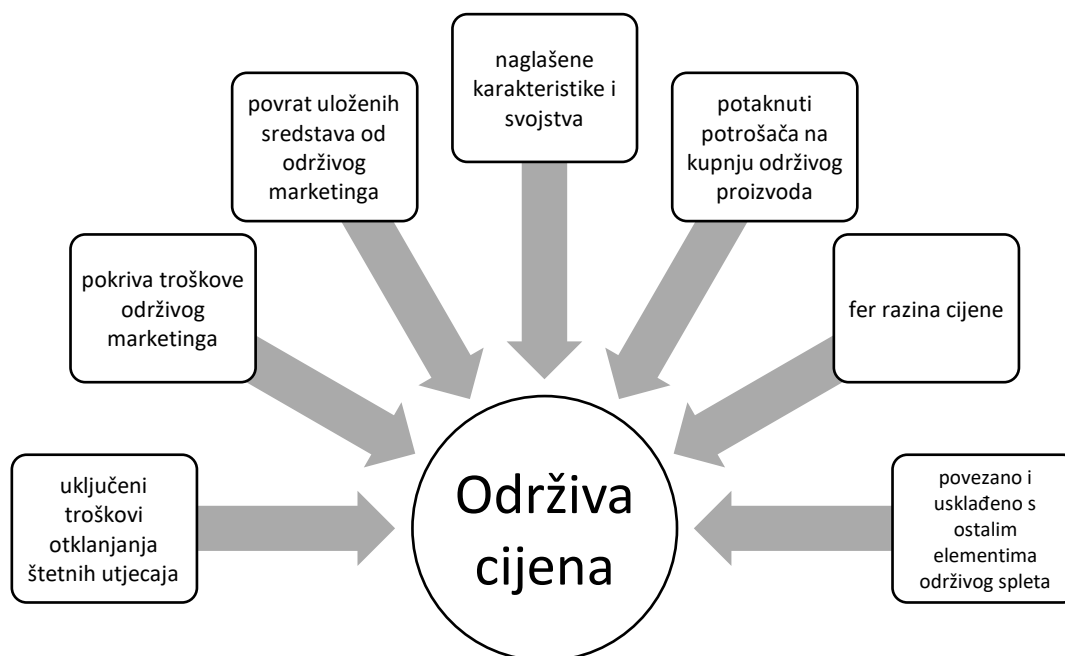 uključeni
troškovi
otklanjanja
štetnih utjecaja
pokriva troškove
održivog
marketinga
povrat uloženih
sredstava od
održivog
marketinga
naglašene
karakteristike i
svojstva
potaknuti
potrošača na
kupnju održivog
proizvoda
fer razina cijene
povezano i
usklađeno s
ostalim
elementima
održivog spleta
Održiva
cijena